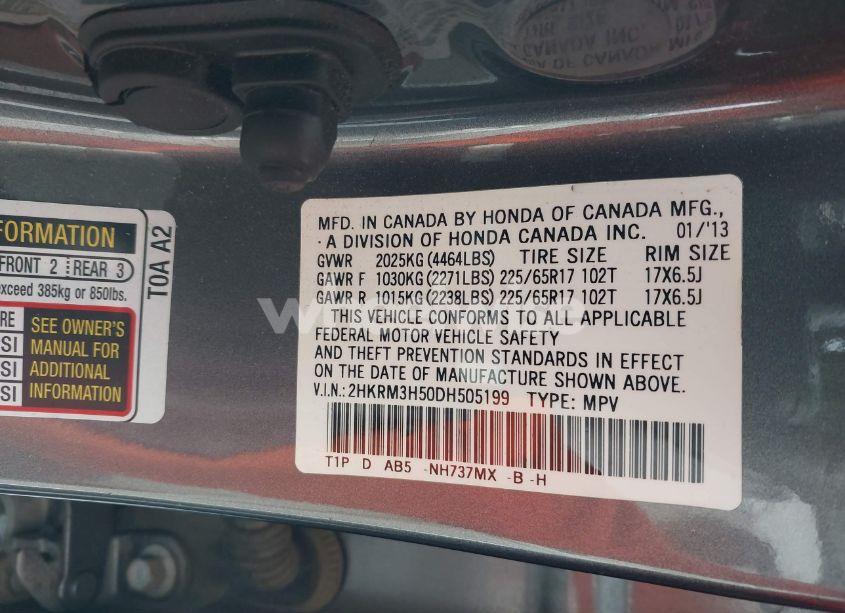 FORMATION
FRONT 2 REAR 3
exceed 385kg or 850lbs.
SEE OWNER'S
MANUAL FOR
ADDITIONAL
INFORMATION
T0A A2
MFD. IN CANADA BY HONDA OF CANADA MFG.,
A DIVISION OF HONDA CANADA INC. 01/'13
GVWR 2025KG (4464LBS) TIRE SIZE RIM SIZE
GAWR F 1030KG (2271LBS) 225/65R17 102T 17X6.5J
GAWR R 1015KG (2238LBS) 225/65R17 102T 17X6.5J
THIS VEHICLE CONFORMS TO ALL APPLICABLE
FEDERAL MOTOR VEHICLE SAFETY
AND THEFT PREVENTION STANDARDS IN EFFECT
ON THE DATE OF MANUFACTURE SHOWN ABOVE.
V.I.N.: 2HKRM3H50DH505199 TYPE: MPV
T1P D AB5 -NH737MX -B -H